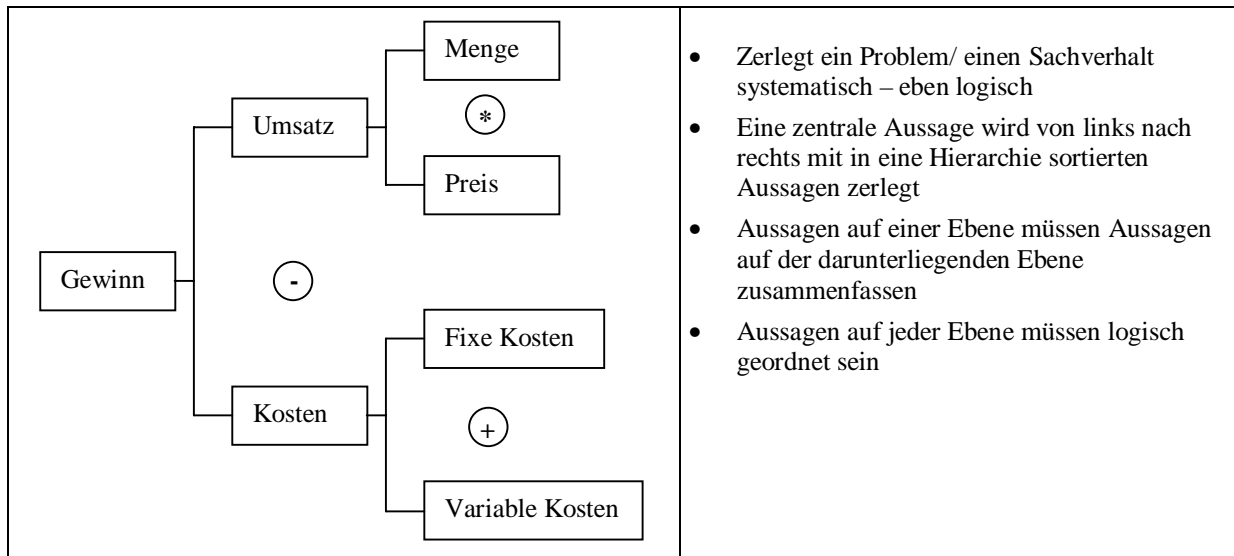 Menge
*
Umsatz
Preis
Gewinn
-
Fixe Kosten
Kosten
+
Variable Kosten
• Zerlegt ein Problem/ einen Sachverhalt
systematisch – eben logisch
• Eine zentrale Aussage wird von links nach
rechts mit in eine Hierarchie sortierten
Aussagen zerlegt
• Aussagen auf einer Ebene müssen Aussagen
auf der darunterliegenden Ebene
zusammenfassen
• Aussagen auf jeder Ebene müssen logisch
geordnet sein